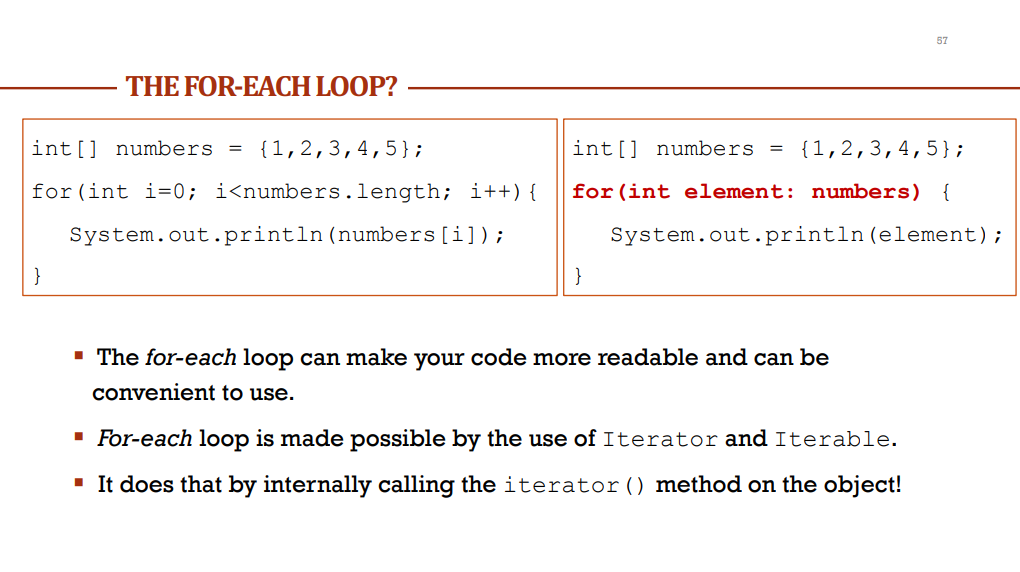 57
THE FOR-EACH LOOP?
int[] numbers = {1,2,3,4,5};
for(int i=0; i<numbers.length; i++){
System.out.println(numbers[i]);
}
int[] numbers = {1,2,3,4,5};
for(int element: numbers) {
System.out.println(element);
}
▪ The for-each loop can make your code more readable and can be
convenient to use.
▪ For-each loop is made possible by the use of Iterator and Iterable.
▪ It does that by internally calling the iterator() method on the object!